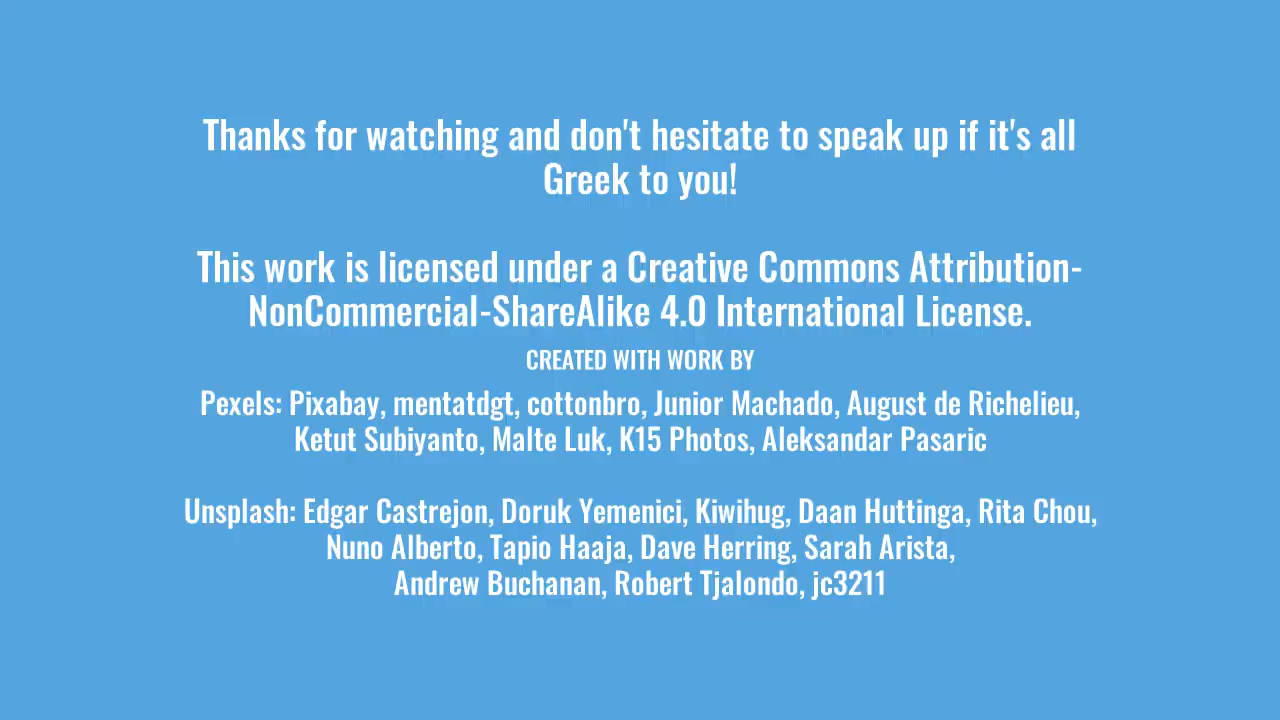 Thanks for watching and don't hesitate to speak up if it's all
Greek to you!
This work is licensed under a Creative Commons Attribution-
NonCommercial-ShareAlike 4.0 International License.
CREATED WITH WORK BY
Pexels: Pixabay, mentatdgt, cottonbro, Junior Machado, August de Richelieu,
Ketut Subiyanto, Malte Luk, K15 Photos, Aleksandar Pasaric
Unsplash: Edgar Castrejon, Doruk Yemenici, Kiwihug, Daan Huttinga, Rita Chou,
Nuno Alberto, Tapio Haaja, Dave Herring, Sarah Arista,
Andrew Buchanan, Robert Tjalondo, jc3211